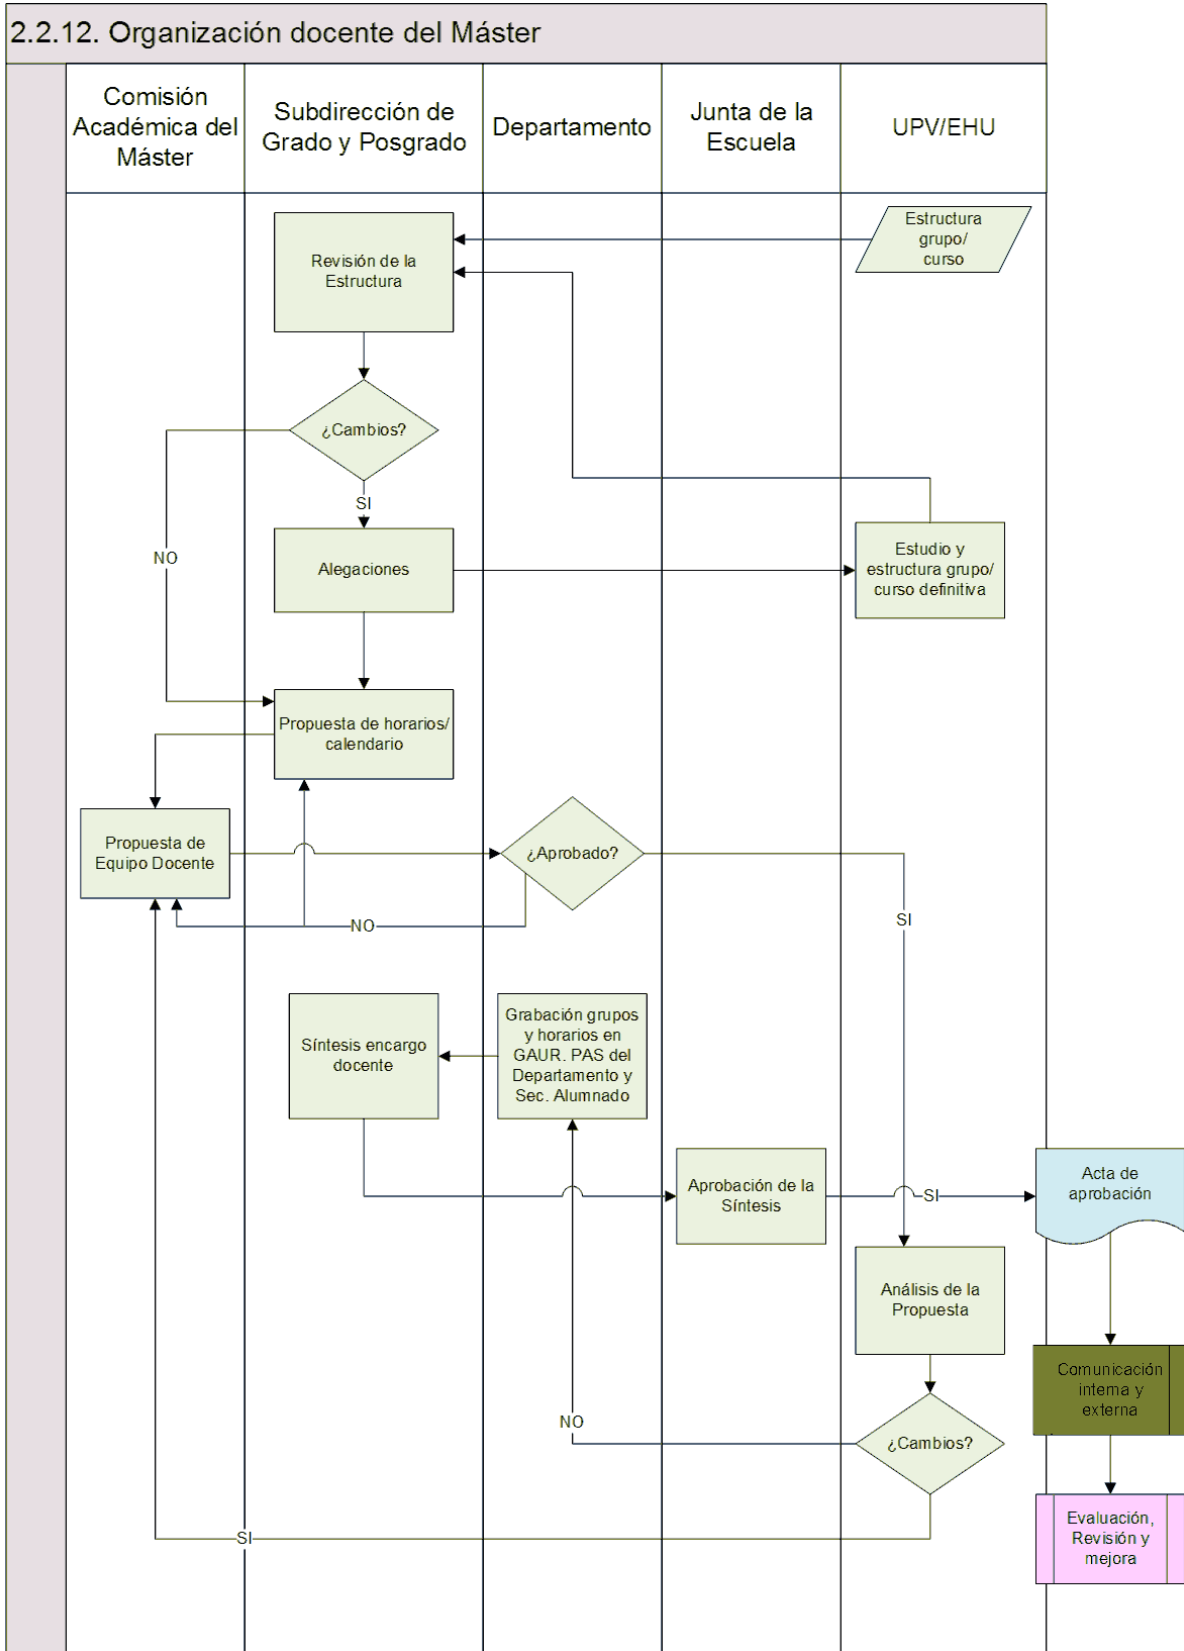 2.2.12. Organización docente del Máster
Comisión
Académica del
Máster
Subdirección de
Grado y Posgrado
Departamento
Junta de la
Escuela
UPV/EHU
Estructura
grupo/
curso
Revisión de la
Estructura
¿Cambios?
SI
NO
Alegaciones
Estudio y
estructura grupo/
curso definitiva
Propuesta de horarios/
calendario
Propuesta de
Equipo Docente
¿Aprobado?
NO
SI
Síntesis encargo
docente
Grabación grupos
y horarios en
GAUR. PAS del
Departamento y
Sec. Alumnado
Aprobación de la
Síntesis
SI
Acta de
aprobación
Análisis de la
Propuesta
Comunicación
interna y
externa
NO
¿Cambios?
SI
Evaluación,
Revisión y
mejora